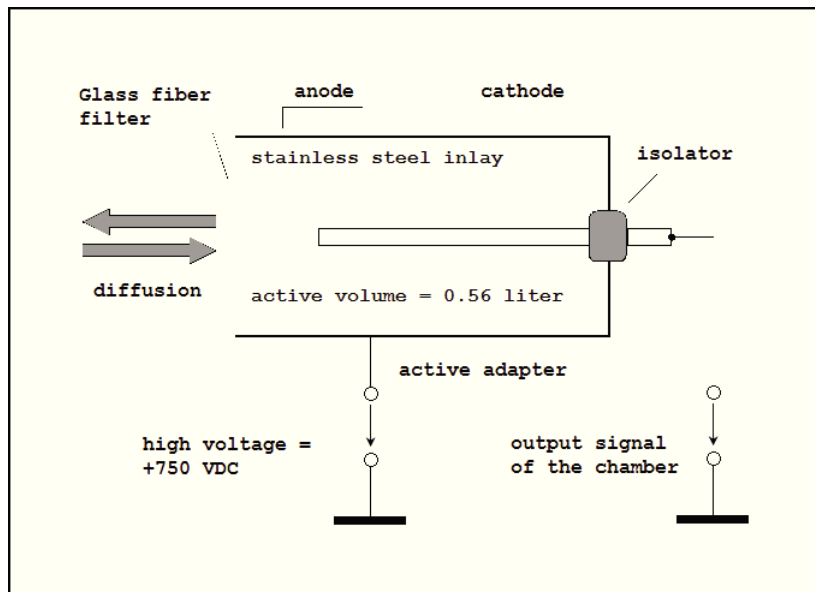 anode
cathode
Glass fiber
filter
stainless steel inlay
isolator
diffusion
active volume = 0.56 liter
active adapter
high voltage =
+750 VDC
output signal
of the chamber